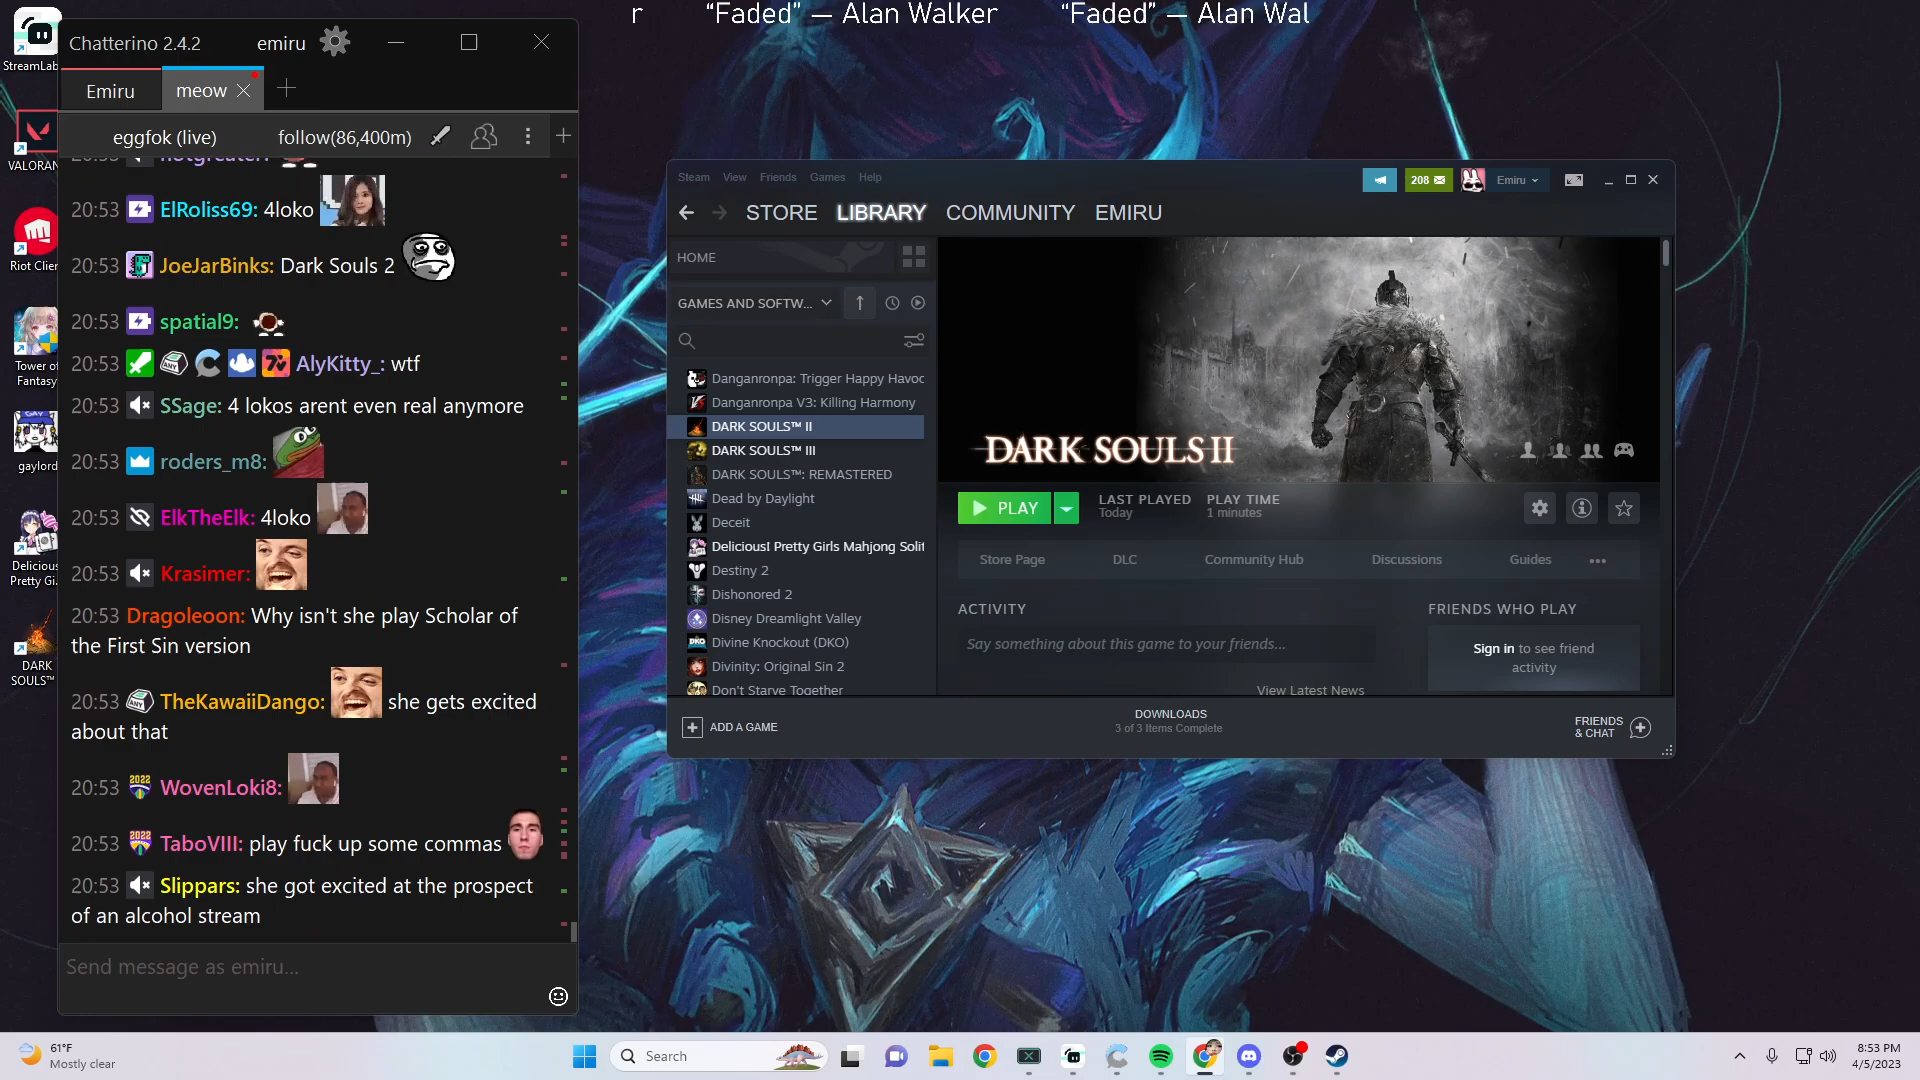 r “Faded” — Alan Walker “Faded” — Alan Wal
StreamLab
VALORAN
Riot Clier
Tower of
Fantasy
gaylord
Delicious
Pretty Gi...
DARK
SOULS™
Chatterino 2.4.2 emiru
Emiru meow
eggfok (live) follow(86,400m)
20:53 ElRoliss69: 4loko
20:53 JoeJarBinks: Dark Souls 2
20:53 spatial9:
20:53 AlyKitty_: wtf
20:53 SSage: 4 lokos arent even real anymore
20:53 roders_m8:
20:53 ElkTheElk: 4loko
20:53 Krasimer:
20:53 Dragoleoon: Why isn't she play Scholar of
the First Sin version
20:53 TheKawaiiDango: she gets excited
about that
20:53 WovenLoki8:
20:53 TaboVIII: play fuck up some commas
20:53 Slippars: she got excited at the prospect
of an alcohol stream
Send message as emiru...
Steam View Friends Games Help
208 Emiru
STORE LIBRARY COMMUNITY EMIRU
HOME
GAMES AND SOFTW...
Danganronpa: Trigger Happy Havoc
Danganronpa V3: Killing Harmony
DARK SOULS™ II
DARK SOULS™ III
DARK SOULS™: REMASTERED
Dead by Daylight
Deceit
Delicious! Pretty Girls Mahjong Solit
Destiny 2
Dishonored 2
Disney Dreamlight Valley
Divine Knockout (DKO)
Divinity: Original Sin 2
Don't Starve Together
DARK SOULS II
PLAY
LAST PLAYED
Today
PLAY TIME
1 minutes
Store Page DLC Community Hub Discussions Guides
ACTIVITY
Say something about this game to your friends...
View Latest News
FRIENDS WHO PLAY
Sign in to see friend
activity
ADD A GAME
DOWNLOADS
3 of 3 Items Complete
FRIENDS
& CHAT
61°F
Mostly clear
Search
8:53 PM
4/5/2023